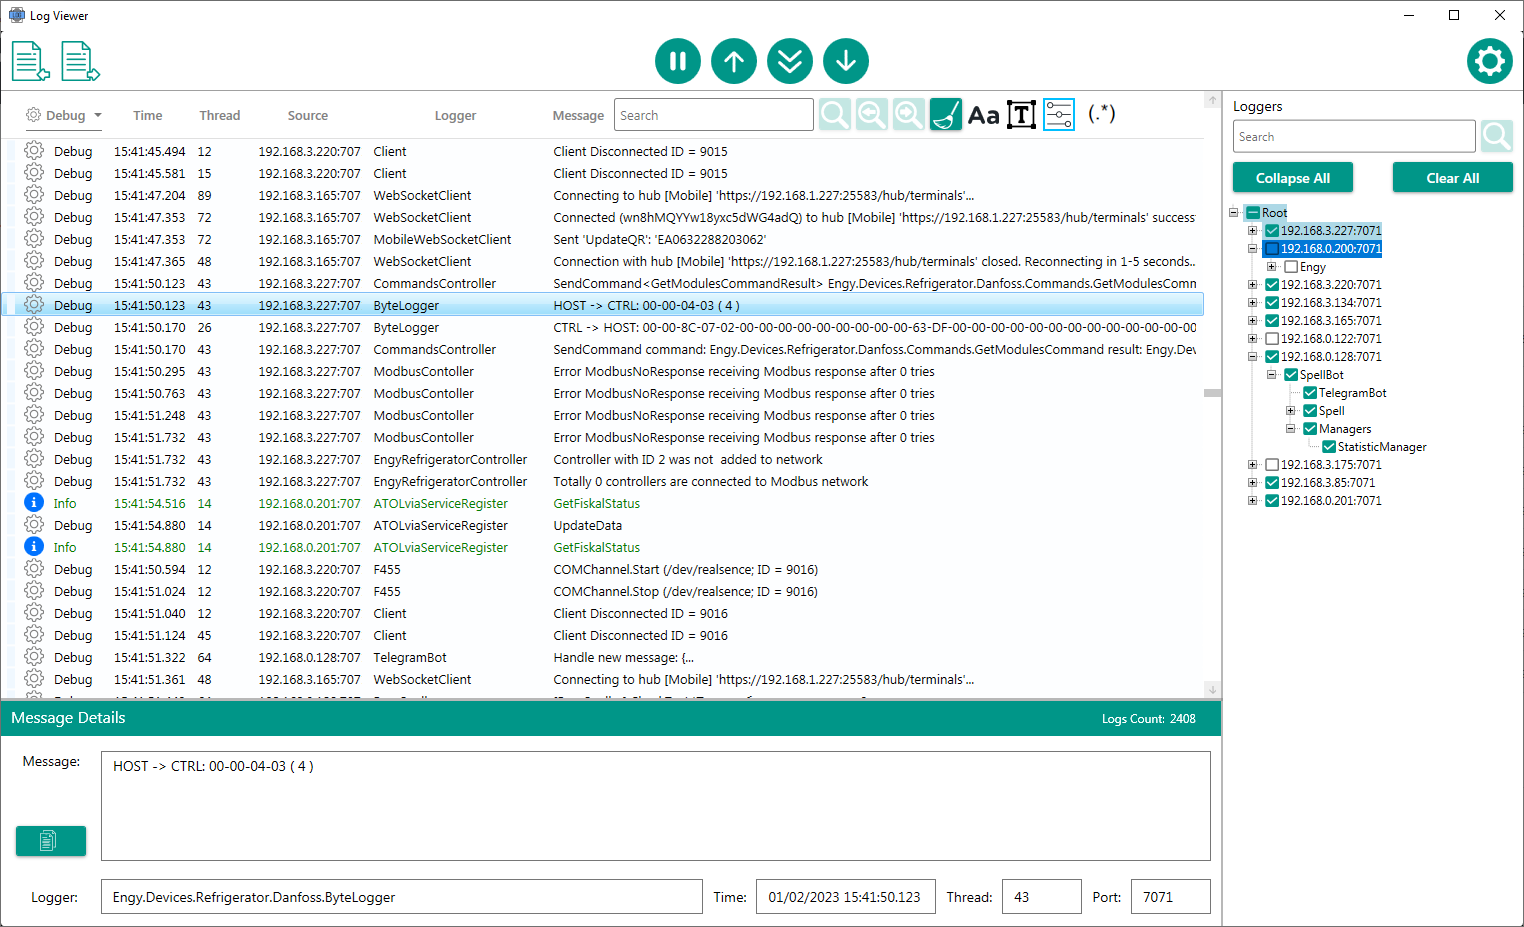 Log Viewer
Debug Time Thread Source Logger Message Search Aa T (.*)
Debug 15:41:45.494 12 192.168.3.220:707 Client Client Disconnected ID = 9015
Debug 15:41:45.581 15 192.168.3.220:707 Client Client Disconnected ID = 9015
Debug 15:41:47.204 89 192.168.3.165:707 WebSocketClient Connecting to hub [Mobile] 'https://192.168.1.227:25583/hub/terminals'...
Debug 15:41:47.353 72 192.168.3.165:707 WebSocketClient Connected (wn8hMQYYw18yxc5dWG4adQ) to hub [Mobile] 'https://192.168.1.227:25583/hub/terminals' success
Debug 15:41:47.353 72 192.168.3.165:707 MobileWebSocketClient Sent 'UpdateQR': 'EA0632288203062'
Debug 15:41:47.365 48 192.168.3.165:707 WebSocketClient Connection with hub [Mobile] 'https://192.168.1.227:25583/hub/terminals' closed. Reconnecting in 1-5 seconds..
Debug 15:41:50.123 43 192.168.3.227:707 CommandsController SendCommand<GetModulesCommandResult> Engy.Devices.Refrigerator.Danfoss.Commands.GetModulesComm
Debug 15:41:50.123 43 192.168.3.227:707 ByteLogger HOST -> CTRL: 00-00-04-03 ( 4 )
Debug 15:41:50.170 26 192.168.3.227:707 ByteLogger CTRL -> HOST: 00-00-8C-07-02-00-00-00-00-00-00-00-00-00-63-DF-00-00-00-00-00-00-00-00-00-00-00-00
Debug 15:41:50.170 43 192.168.3.227:707 CommandsController SendCommand command: Engy.Devices.Refrigerator.Danfoss.Commands.GetModulesCommand result: Engy.Dev
Debug 15:41:50.295 43 192.168.3.227:707 ModbusContoller Error ModbusNoResponse receiving Modbus response after 0 tries
Debug 15:41:50.763 43 192.168.3.227:707 ModbusContoller Error ModbusNoResponse receiving Modbus response after 0 tries
Debug 15:41:51.248 43 192.168.3.227:707 ModbusContoller Error ModbusNoResponse receiving Modbus response after 0 tries
Debug 15:41:51.732 43 192.168.3.227:707 ModbusContoller Error ModbusNoResponse receiving Modbus response after 0 tries
Debug 15:41:51.732 43 192.168.3.227:707 EngyRefrigeratorController Controller with ID 2 was not added to network
Debug 15:41:51.732 43 192.168.3.227:707 EngyRefrigeratorController Totally 0 controllers are connected to Modbus network
Info 15:41:54.516 14 192.168.0.201:707 ATOLviaServiceRegister GetFiskalStatus
Debug 15:41:54.880 14 192.168.0.201:707 ATOLviaServiceRegister UpdateData
Info 15:41:54.880 14 192.168.0.201:707 ATOLviaServiceRegister GetFiskalStatus
Debug 15:41:50.594 12 192.168.3.220:707 F455 COMChannel.Start (/dev/realsence; ID = 9016)
Debug 15:41:51.024 12 192.168.3.220:707 F455 COMChannel.Stop (/dev/realsence; ID = 9016)
Debug 15:41:51.040 12 192.168.3.220:707 Client Client Disconnected ID = 9016
Debug 15:41:51.124 45 192.168.3.220:707 Client Client Disconnected ID = 9016
Debug 15:41:51.322 64 192.168.0.128:707 TelegramBot Handle new message: {...
Debug 15:41:51.361 48 192.168.3.165:707 WebSocketClient Connecting to hub [Mobile] 'https://192.168.1.227:25583/hub/terminals'...
Message Details Logs Count: 2408
Message: HOST -> CTRL: 00-00-04-03 ( 4 )
Logger: Engy.Devices.Refrigerator.Danfoss.ByteLogger Time: 01/02/2023 15:41:50.123 Thread: 43 Port: 7071
Loggers
Search
Collapse All Clear All
Root
192.168.3.227:7071
192.168.0.200:7071
Engy
192.168.3.220:7071
192.168.3.134:7071
192.168.3.165:7071
192.168.0.122:7071
192.168.0.128:7071
SpellBot
TelegramBot
Spell
Managers
StatisticManager
192.168.3.175:7071
192.168.3.85:7071
192.168.0.201:7071